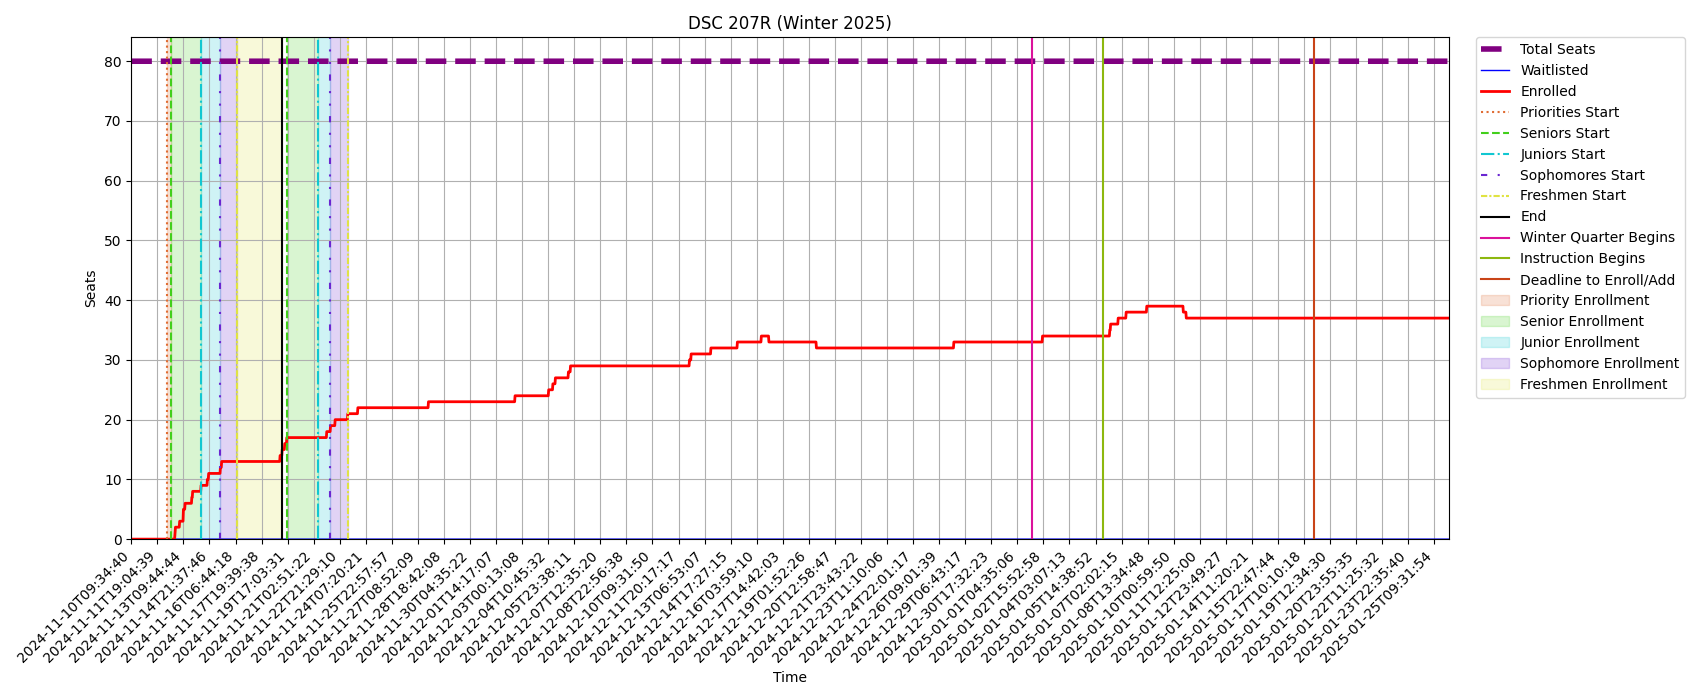 DSC 207R (Winter 2025)
Seats
80
70
60
50
40
30
20
10
0
2024-11-10T09:34:40
2024-11-11T19:04:39
2024-11-13T09:44:44
2024-11-14T21:37:46
2024-11-16T06:44:18
2024-11-17T19:39:38
2024-11-19T17:03:31
2024-11-21T02:51:22
2024-11-22T21:29:10
2024-11-24T07:20:21
2024-11-25T22:57:57
2024-11-27T08:52:09
2024-11-28T18:42:08
2024-11-30T04:35:22
2024-12-01T14:17:07
2024-12-03T00:13:08
2024-12-04T10:45:32
2024-12-05T23:38:11
2024-12-07T12:35:20
2024-12-08T22:56:38
2024-12-10T09:31:50
2024-12-11T20:17:17
2024-12-13T06:53:07
2024-12-14T17:27:15
2024-12-16T03:59:10
2024-12-17T14:42:03
2024-12-19T01:52:26
2024-12-20T12:58:47
2024-12-21T23:43:22
2024-12-23T11:10:06
2024-12-24T22:01:17
2024-12-26T09:01:39
2024-12-29T06:43:17
2024-12-30T17:32:23
2025-01-01T04:35:06
2025-01-02T15:52:58
2025-01-04T03:07:13
2025-01-05T14:38:52
2025-01-07T02:02:15
2025-01-08T13:34:48
2025-01-10T00:59:50
2025-01-11T12:25:00
2025-01-12T23:49:27
2025-01-14T11:20:21
2025-01-15T22:47:44
2025-01-17T10:10:18
2025-01-19T12:34:30
2025-01-20T23:55:35
2025-01-22T11:25:32
2025-01-23T22:35:40
2025-01-25T09:31:54
Time
Total Seats
Waitlisted
Enrolled
Priorities Start
Seniors Start
Juniors Start
Sophomores Start
Freshmen Start
End
Winter Quarter Begins
Instruction Begins
Deadline to Enroll/Add
Priority Enrollment
Senior Enrollment
Junior Enrollment
Sophomore Enrollment
Freshmen Enrollment